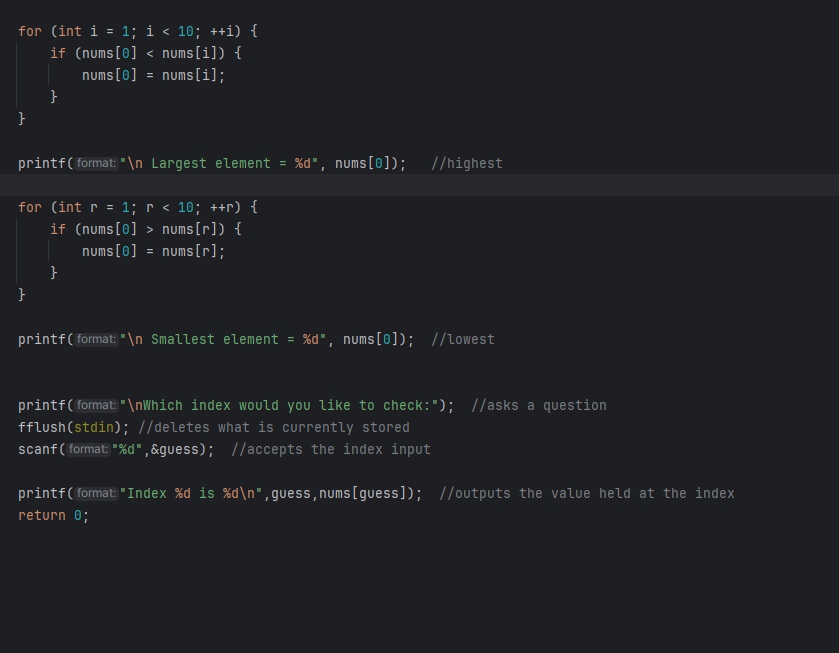 for (int i = 1; i < 10; ++i) {
    if (nums[0] < nums[i]) {
        nums[0] = nums[i];
    }
}
printf( format: "\n Largest element = %d", nums[0]);   //highest
for (int r = 1; r < 10; ++r) {
    if (nums[0] > nums[r]) {
        nums[0] = nums[r];
    }
}
printf( format: "\n Smallest element = %d", nums[0]);  //lowest
printf( format: "\nWhich index would you like to check:");  //asks a question
fflush(stdin); //deletes what is currently stored
scanf( format: "%d",&guess);  //accepts the index input
printf( format: "Index %d is %d\n",guess,nums[guess]);  //outputs the value held at the index
return 0;